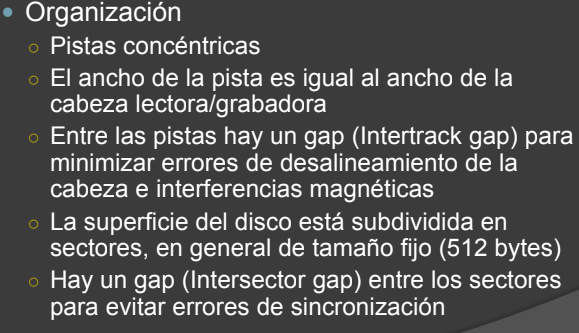 • Organización
○ Pistas concéntricas
○ El ancho de la pista es igual al ancho de la
cabeza lectora/grabadora
○ Entre las pistas hay un gap (Intertrack gap) para
minimizar errores de desalineamiento de la
cabeza e interferencias magnéticas
○ La superficie del disco está subdividida en
sectores, en general de tamaño fijo (512 bytes)
○ Hay un gap (Intersector gap) entre los sectores
para evitar errores de sincronización